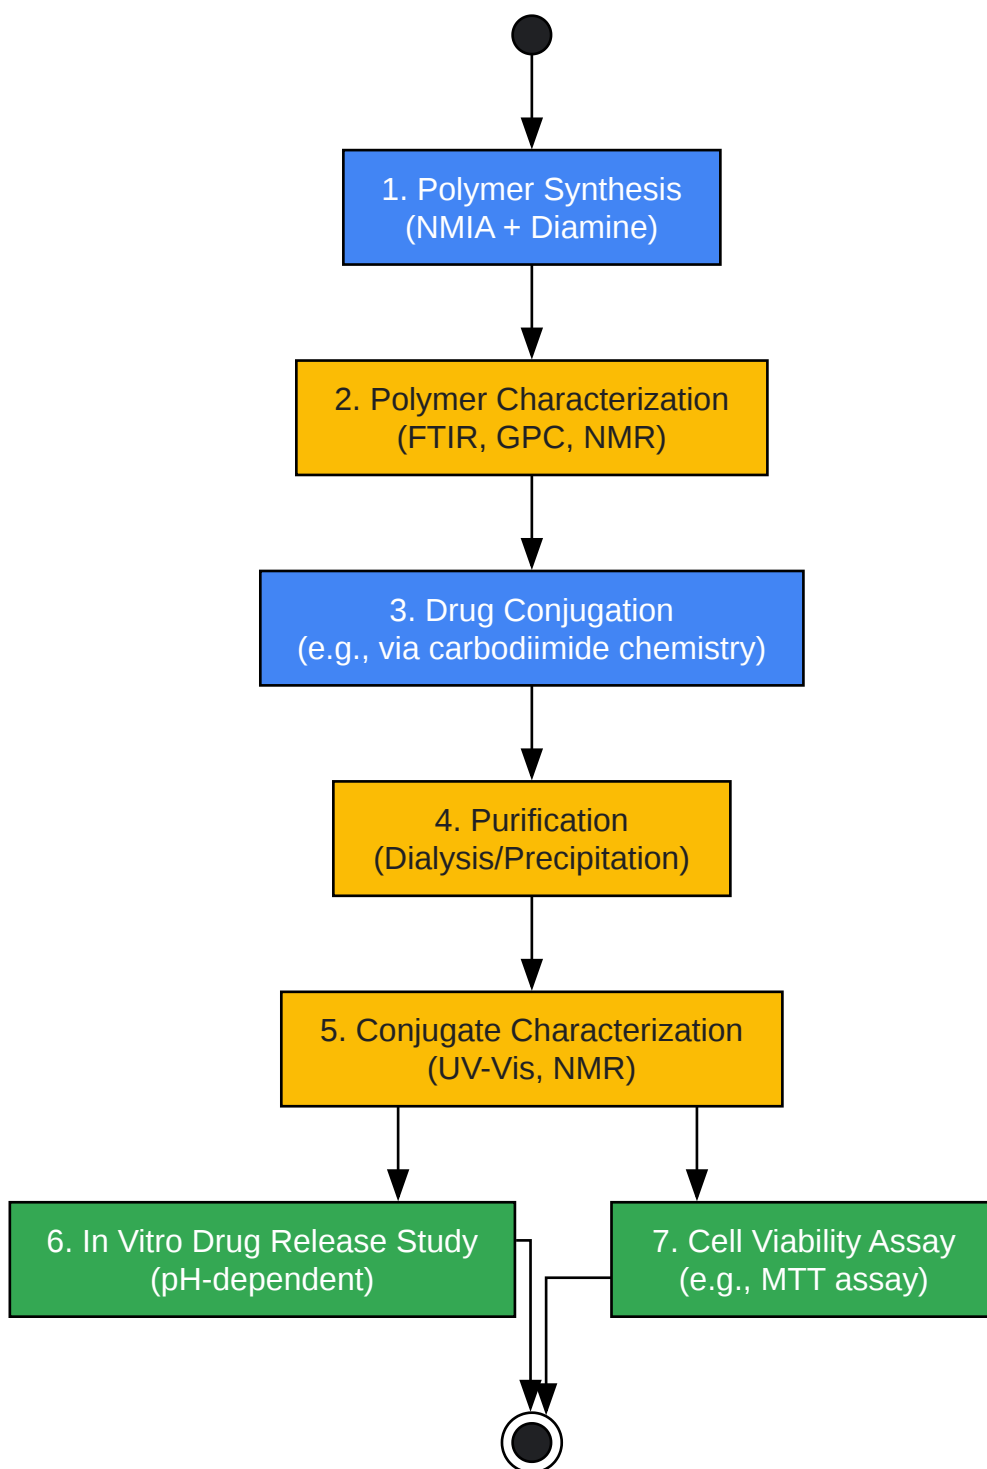 1. Polymer Synthesis
(NMIA + Diamine)
2. Polymer Characterization
(FTIR, GPC, NMR)
3. Drug Conjugation
(e.g., via carbodiimide chemistry)
4. Purification
(Dialysis/Precipitation)
5. Conjugate Characterization
(UV-Vis, NMR)
6. In Vitro Drug Release Study
(pH-dependent)
7. Cell Viability Assay
(e.g., MTT assay)